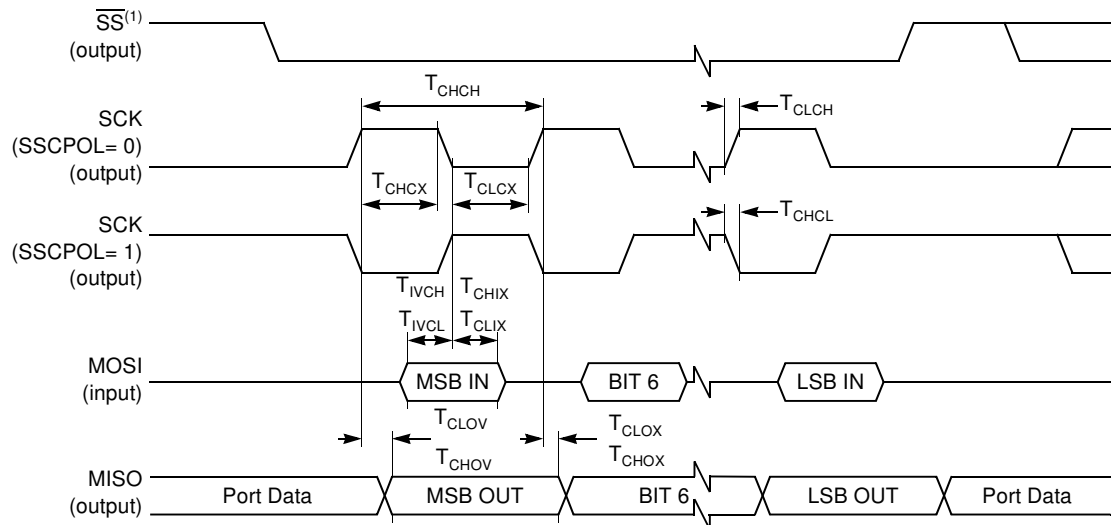 SS(1)
(output)
TCHCH
TCLCH
SCK
(SSCPOL= 0)
(output)
TCHCX
TCLCX
TCHCL
SCK
(SSCPOL= 1)
(output)
TIVCH
TCHIX
TIVCL
TCLIX
MOSI
(input)
MSB IN
BIT 6
LSB IN
TCLOV
TCLOX
TCHOV
TCHOX
MISO
(output)
Port Data
MSB OUT
BIT 6
LSB OUT
Port Data